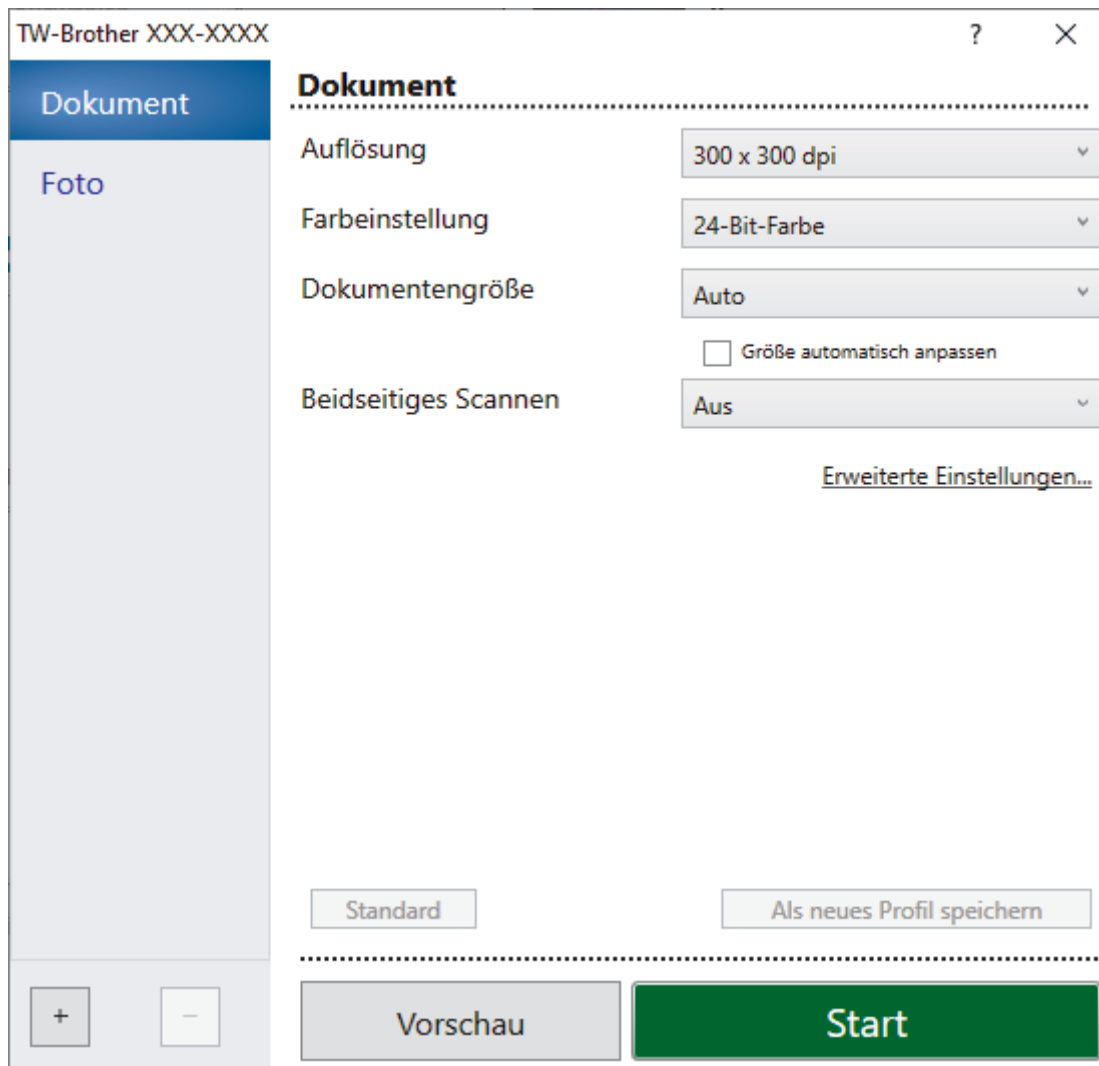 TW-Brother XXX-XXXX
?
Dokument
Foto
Dokument
Auflösung
300 x 300 dpi
Farbeinstellung
24-Bit-Farbe
Dokumentengröße
Auto
Größe automatisch anpassen
Beidseitiges Scannen
Aus
Erweiterte Einstellungen...
Standard
Als neues Profil speichern
+
−
Vorschau
Start